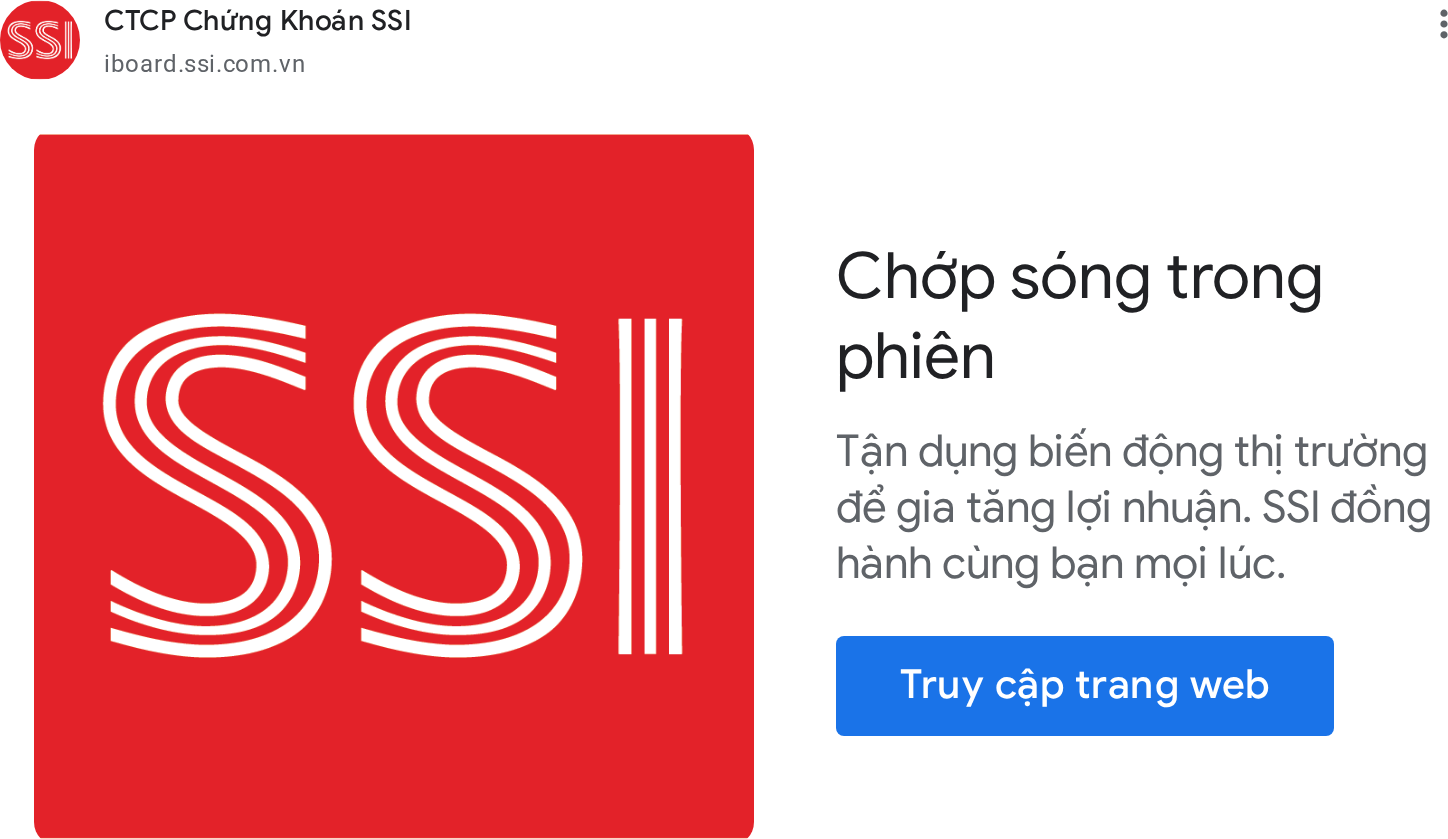 SSI
CTCP Chứng Khoán SSI
iboard.ssi.com.vn
SSI
Chớp sóng trong
phiên
Tận dụng biến động thị trường
để gia tăng lợi nhuận. SSI đồng
hành cùng bạn mọi lúc.
Truy cập trang web